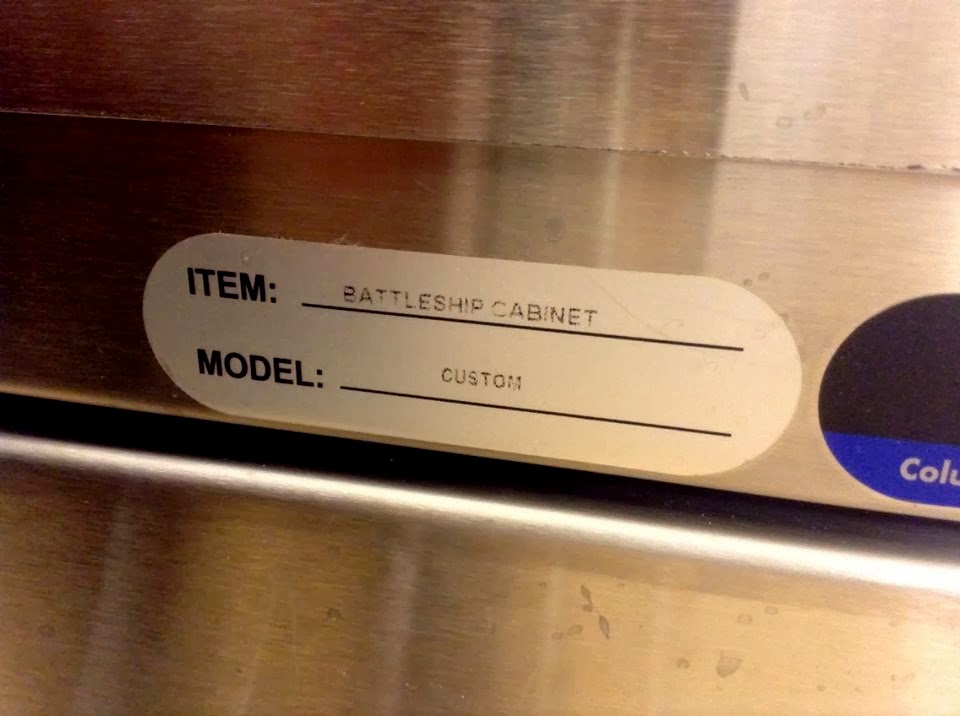 ITEM: BATTLESHIP CABINET
MODEL: CUSTOM
Colu